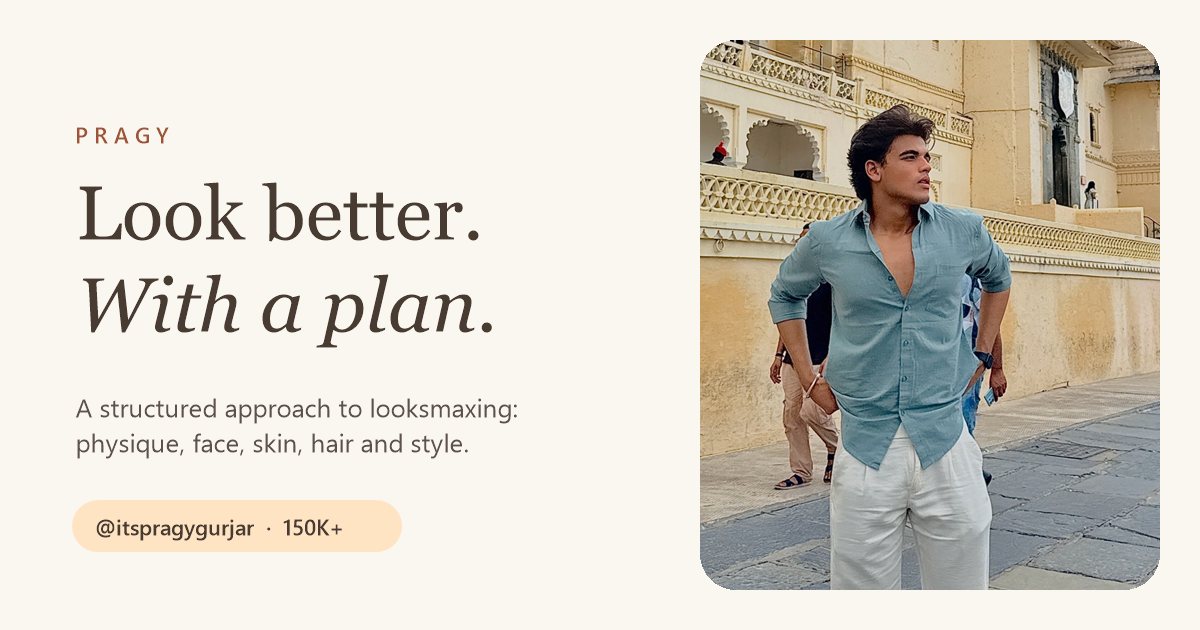 PRAGY
Look better.
With a plan.
A structured approach to looksmaxing:
physique, face, skin, hair and style.
@itspragygurjar · 150K+